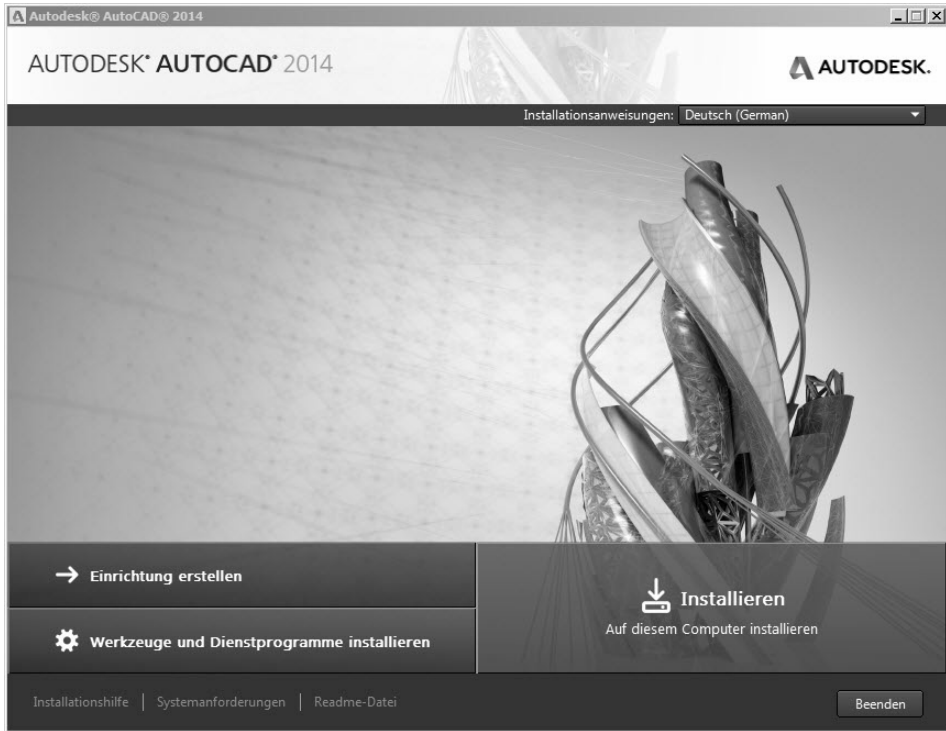 Autodesk® AutoCAD® 2014
AUTODESK® AUTOCAD® 2014
AUTODESK.
Installationsanweisungen: Deutsch (German)
Einrichtung erstellen
Werkzeuge und Dienstprogramme installieren
Installieren
Auf diesem Computer installieren
Installationshilfe | Systemanforderungen | Readme-Datei
Beenden